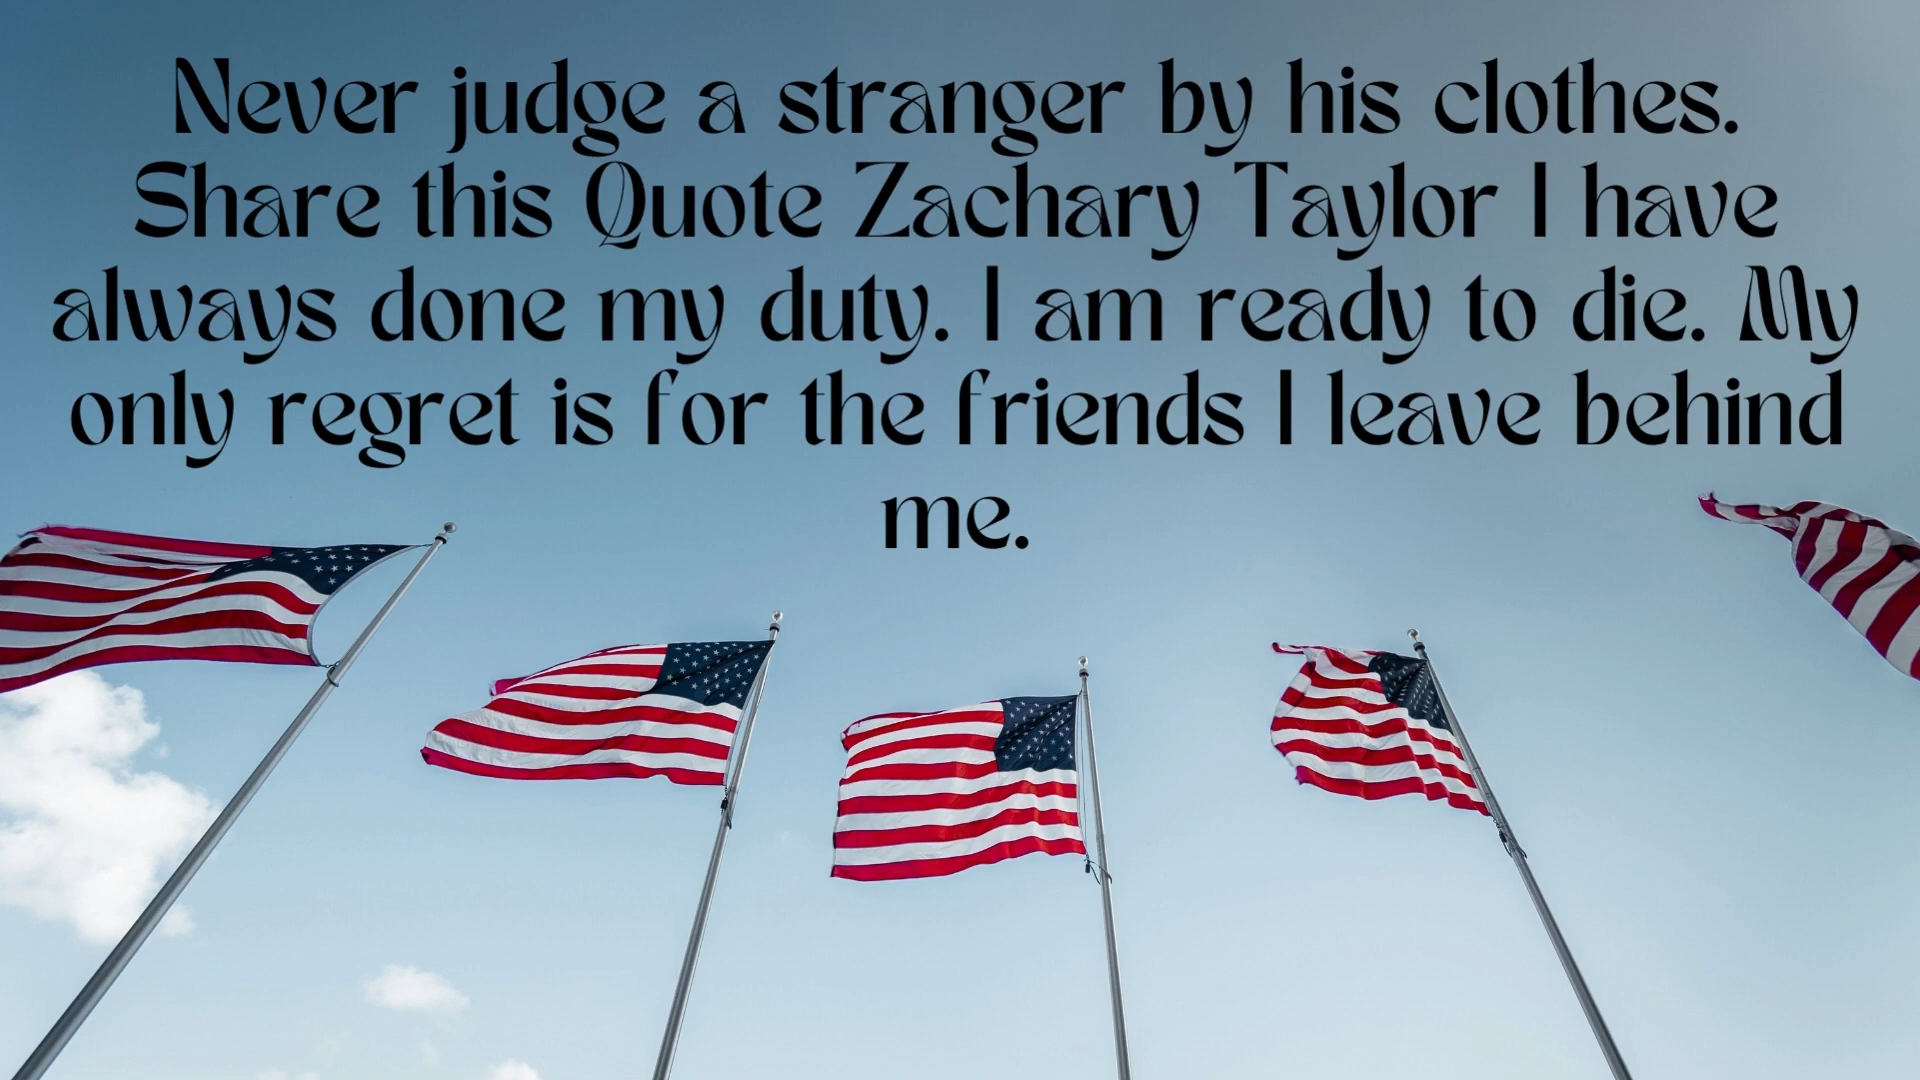 Never judge a stranger by his clothes.
Share this Quote Zachary Taylor I have
always done my duty. I am ready to die. My
only regret is for the friends I leave behind
me.